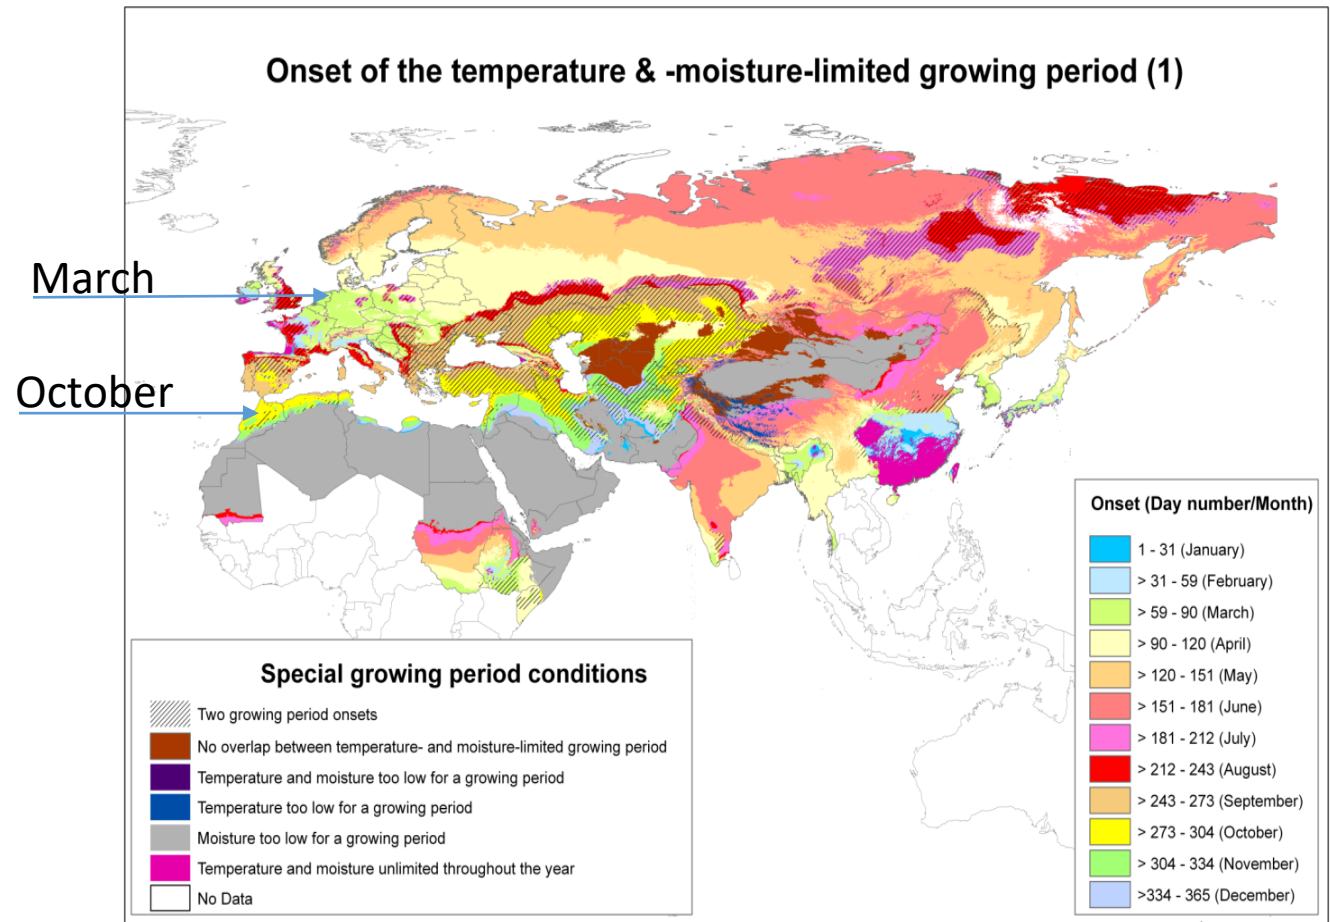 Onset of the temperature & -moisture-limited growing period (1)
March
October
Onset (Day number/Month)
1 - 31 (January)
> 31 - 59 (February)
> 59 - 90 (March)
> 90 - 120 (April)
> 120 - 151 (May)
> 151 - 181 (June)
> 181 - 212 (July)
> 212 - 243 (August)
> 243 - 273 (September)
> 273 - 304 (October)
> 304 - 334 (November)
>334 - 365 (December)
Special growing period conditions
Two growing period onsets
No overlap between temperature- and moisture-limited growing period
Temperature and moisture too low for a growing period
Temperature too low for a growing period
Moisture too low for a growing period
Temperature and moisture unlimited throughout the year
No Data